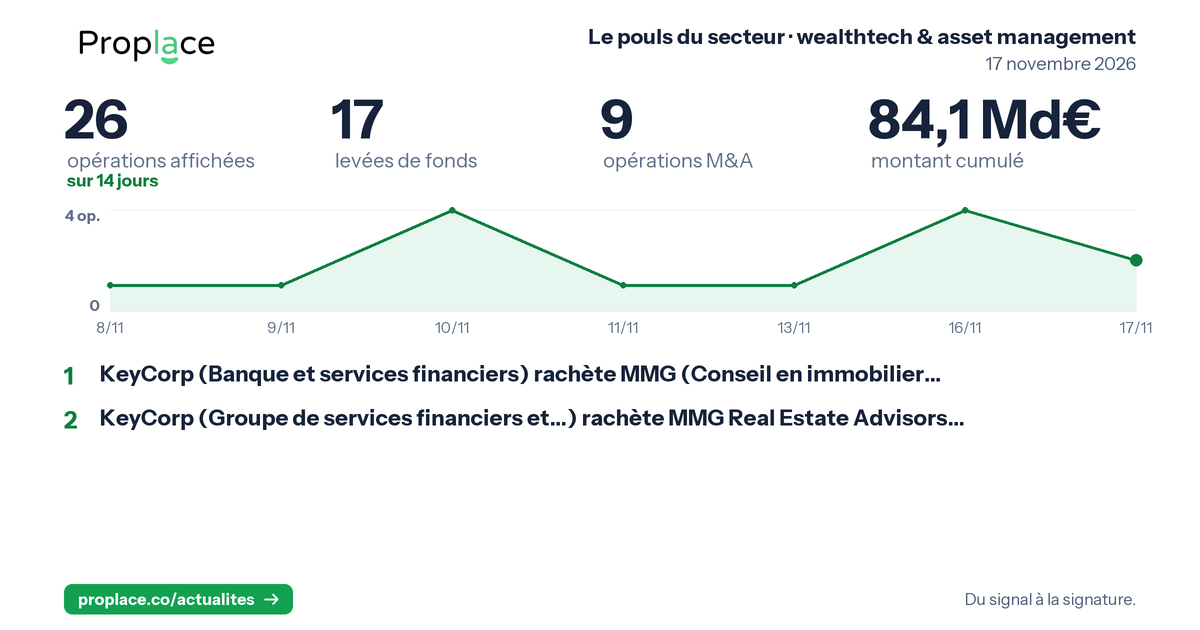 Proplace
Le pouls du secteur · wealthtech & asset management
17 novembre 2026
26
opérations affichées
sur 14 jours
17
levées de fonds
9
opérations M&A
84,1 Md€
montant cumulé
4 op.
0
8/11
9/11
10/11
11/11
13/11
16/11
17/11
1 KeyCorp (Banque et services financiers) rachète MMG (Conseil en immobilier...
2 KeyCorp (Groupe de services financiers et...) rachète MMG Real Estate Advisors...
proplace.co/actualites →
Du signal à la signature.